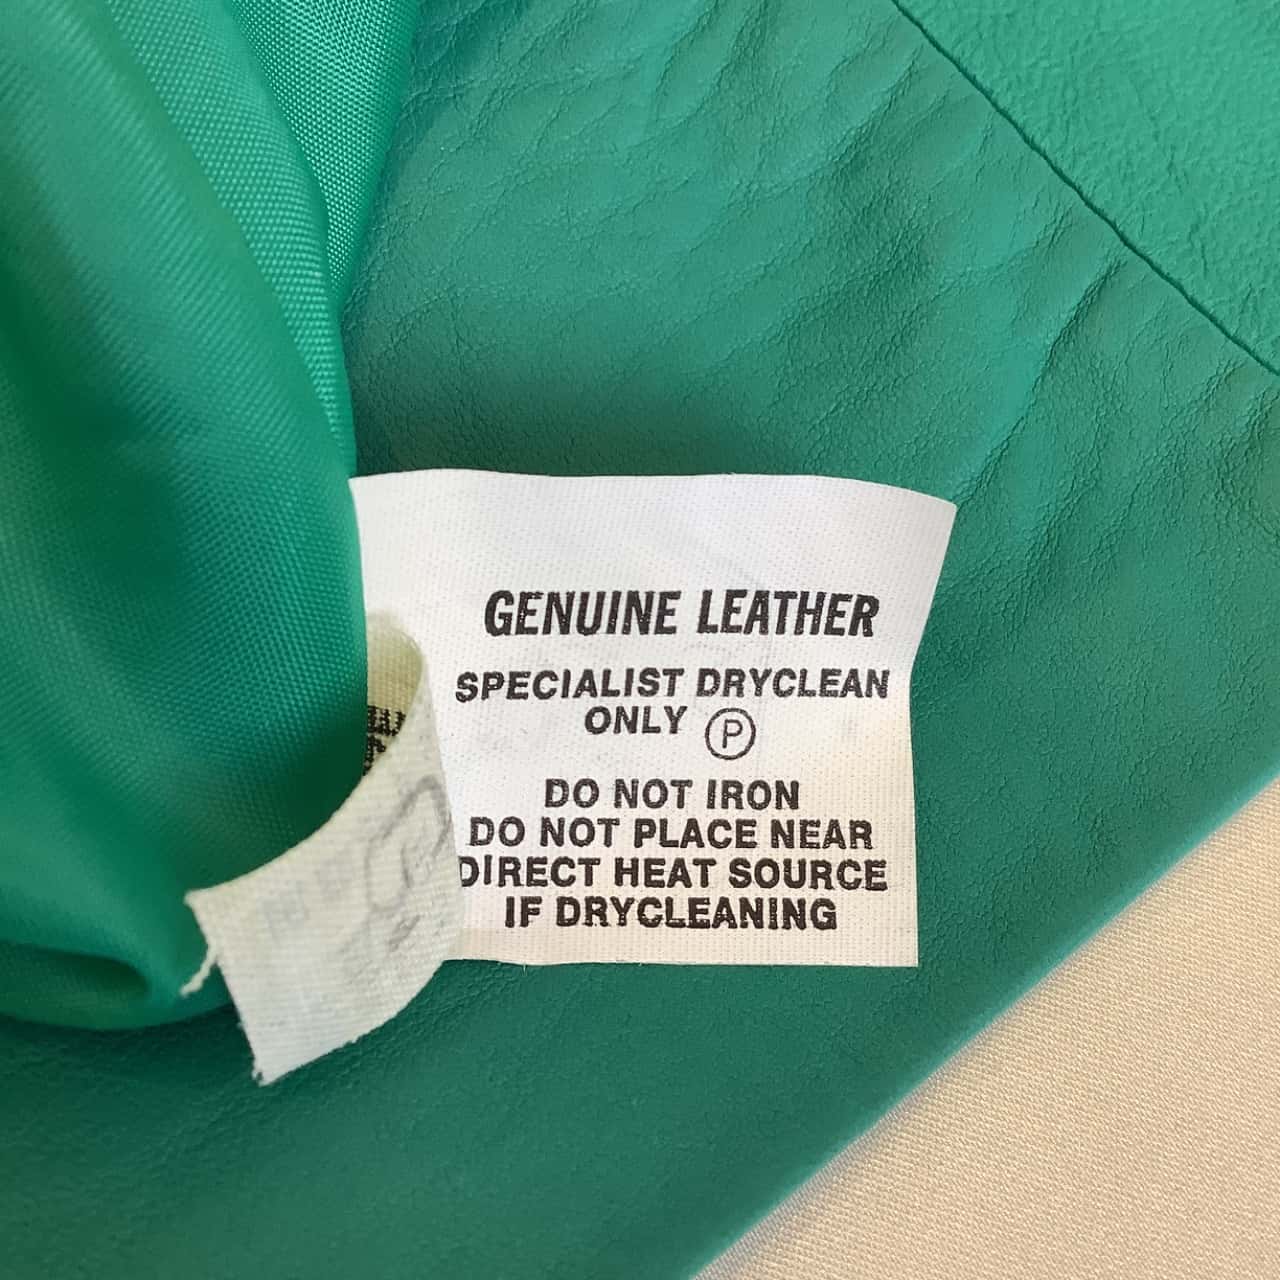 GENUINE LEATHER
SPECIALIST DRYCLEAN
ONLY Ⓟ
DO NOT IRON
DO NOT PLACE NEAR
DIRECT HEAT SOURCE
IF DRYCLEANING